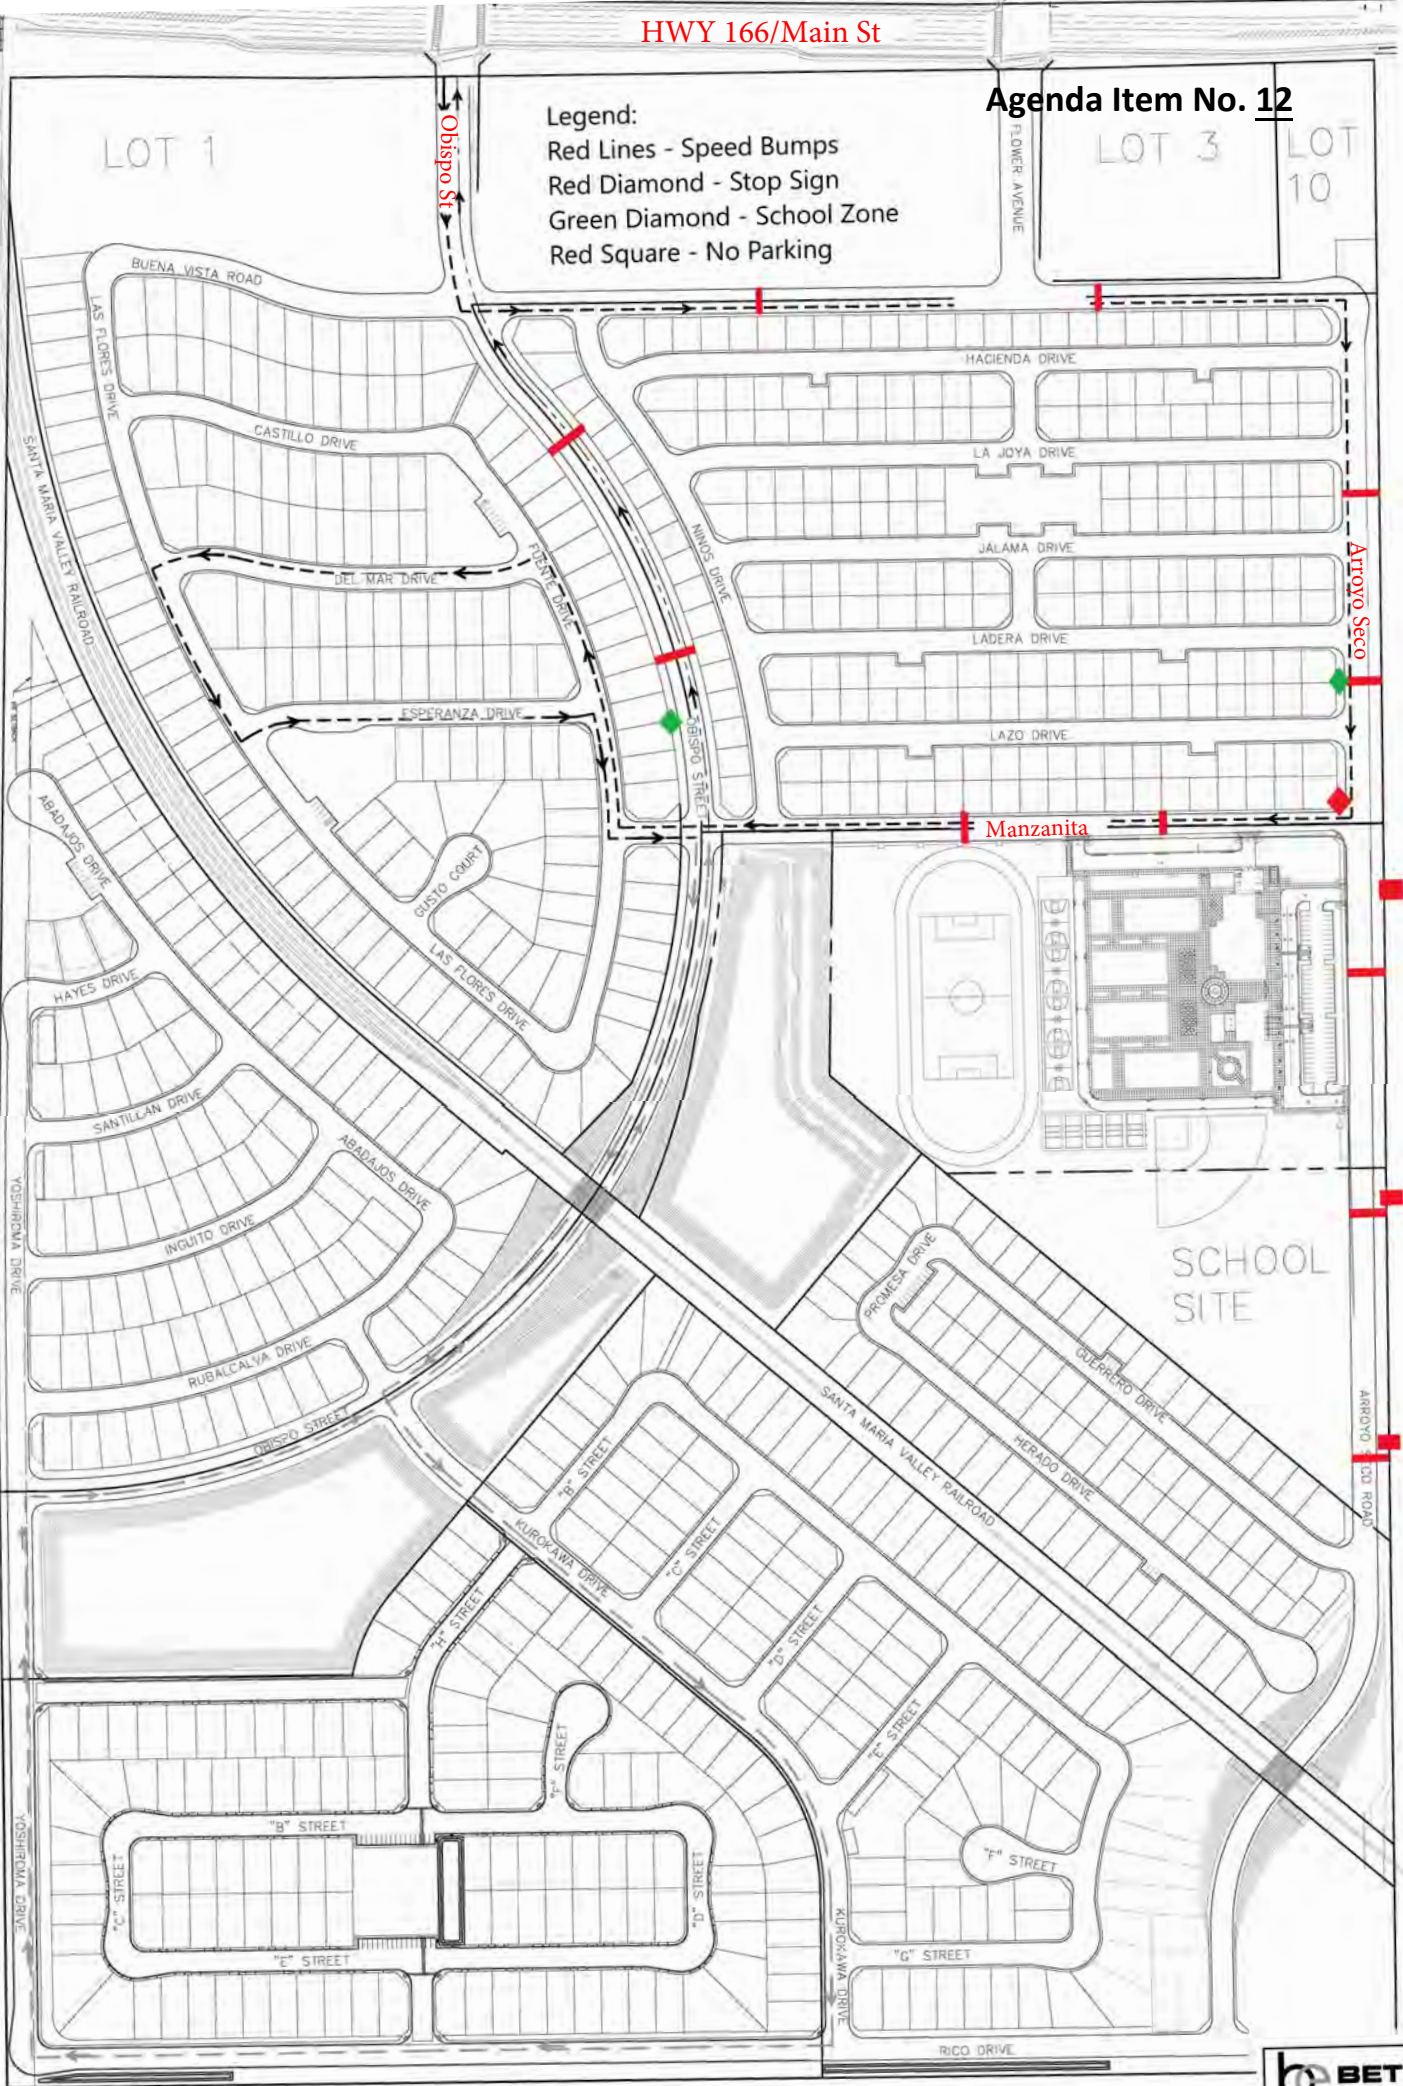 HWY 166/Main St
Agenda Item No. 12
Legend:
Red Lines - Speed Bumps
Red Diamond - Stop Sign
Green Diamond - School Zone
Red Square - No Parking
LOT 1
Obispo St
FLOWER AVENUE
LOT 3
LOT
10
BUENA VISTA ROAD
LAS FLORES DRIVE
HACIENDA DRIVE
CASTILLO DRIVE
LA JOYA DRIVE
SANTA MARIA VALLEY RAILROAD
NINOS DRIVE
JALAMA DRIVE
Arroyo Seco
FUENTE DRIVE
DEL MAR DRIVE
LADERA DRIVE
ESPERANZA DRIVE
OBISPO STREET
LAZO DRIVE
Manzanita
ABADAJOS DRIVE
GUSTO COURT
LAS FLORES DRIVE
HAYES DRIVE
SANTILLAN DRIVE
ABADAJOS DRIVE
YOSHIROMA DRIVE
INGUITO DRIVE
PROMESA DRIVE
SCHOOL
SITE
RUBALCALVA DRIVE
GUERRERO DRIVE
OBISPO STREET
SANTA MARIA VALLEY RAILROAD
HERADO DRIVE
ARROYO SECO ROAD
"B" STREET
KUROKAWA DRIVE
"C" STREET
"H" STREET
"D" STREET
"E" STREET
"F" STREET
"B" STREET
"C" STREET
"D" STREET
"F" STREET
YOSHIROMA DRIVE
"E" STREET
KUROKAWA DRIVE
"G" STREET
RICO DRIVE
be BET